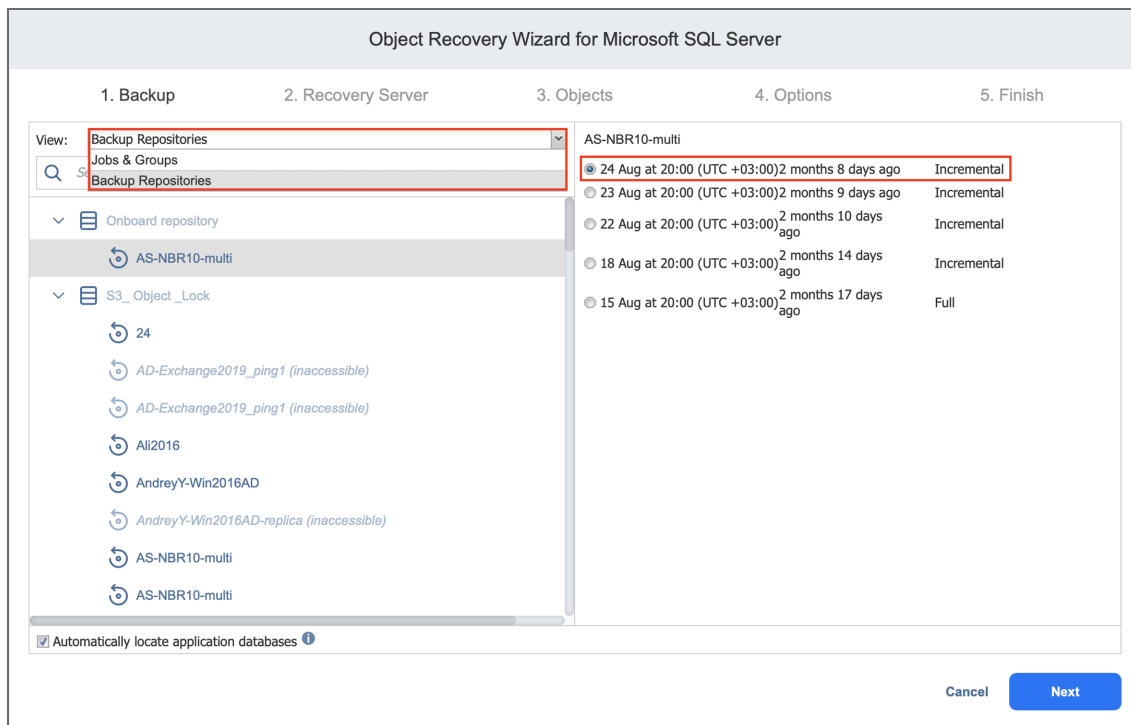 Object Recovery Wizard for Microsoft SQL Server
1. Backup
2. Recovery Server
3. Objects
4. Options
5. Finish
View:
Backup Repositories
Jobs & Groups
Backup Repositories
Onboard repository
AS-NBR10-multi
S3_ Object _Lock
24
AD-Exchange2019_ping1 (inaccessible)
AD-Exchange2019_ping1 (inaccessible)
Ali2016
AndreyY-Win2016AD
AndreyY-Win2016AD-replica (inaccessible)
AS-NBR10-multi
AS-NBR10-multi
Automatically locate application databases
AS-NBR10-multi
24 Aug at 20:00 (UTC +03:00) 2 months 8 days ago Incremental
23 Aug at 20:00 (UTC +03:00) 2 months 9 days ago Incremental
22 Aug at 20:00 (UTC +03:00) 2 months 10 days
ago
Incremental
18 Aug at 20:00 (UTC +03:00) 2 months 14 days
ago
Incremental
15 Aug at 20:00 (UTC +03:00) 2 months 17 days
ago
Full
Cancel
Next